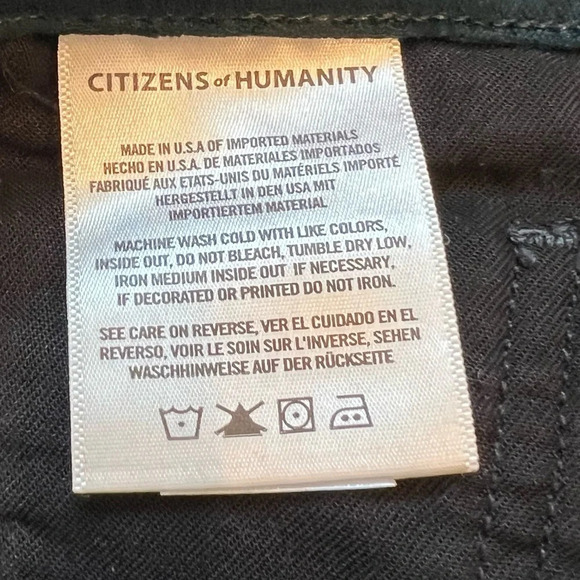 CITIZENS of HUMANITY
MADE IN U.S.A OF IMPORTED MATERIALS
HECHO EN U.S.A. DE MATERIALES IMPORTADOS
FABRIQUÉ AUX ETATS-UNIS DU MATÉRIELS IMPORTÉ
HERGESTELLT IN DEN USA MIT
IMPORTIERTEM MATERIAL
MACHINE WASH COLD WITH LIKE COLORS,
INSIDE OUT, DO NOT BLEACH, TUMBLE DRY LOW,
IRON MEDIUM INSIDE OUT IF NECESSARY,
IF DECORATED OR PRINTED DO NOT IRON.
SEE CARE ON REVERSE, VER EL CUIDADO EN EL
REVERSO, VOIR LE SOIN SUR L'INVERSE, SEHEN
WASCHHINWEISE AUF DER RÜCKSEITE